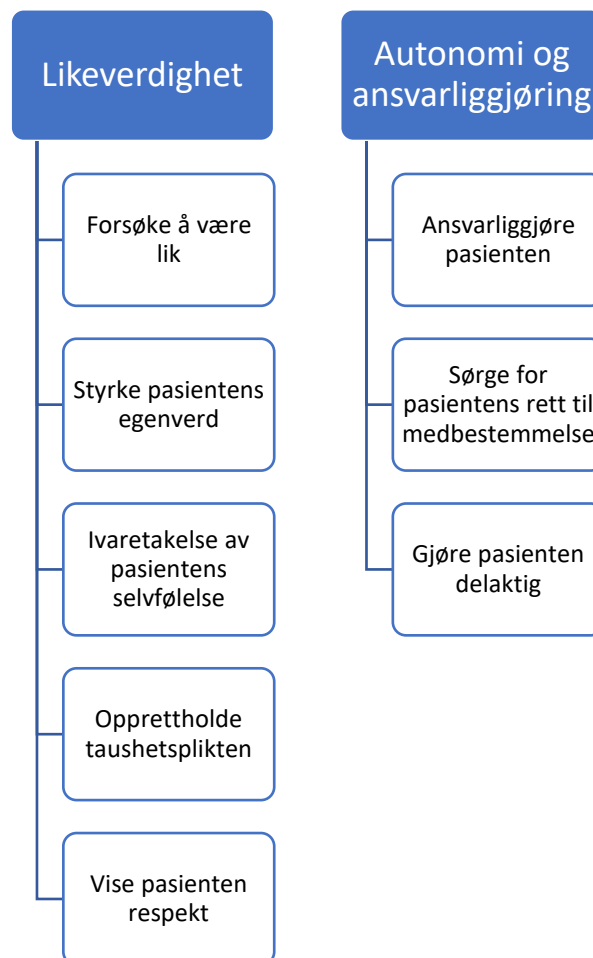 Likeverdighet
Forsøke å være
lik
Styrke pasientens
egenverd
Ivaretakelse av
pasientens
selvfølelse
Opprettholde
taushetsplikten
Vise pasienten
respekt
Autonomi og
ansvarliggjøring
Ansvarliggjøre
pasienten
Sørge for
pasientens rett til
medbestemmelse
Gjøre pasienten
delaktig